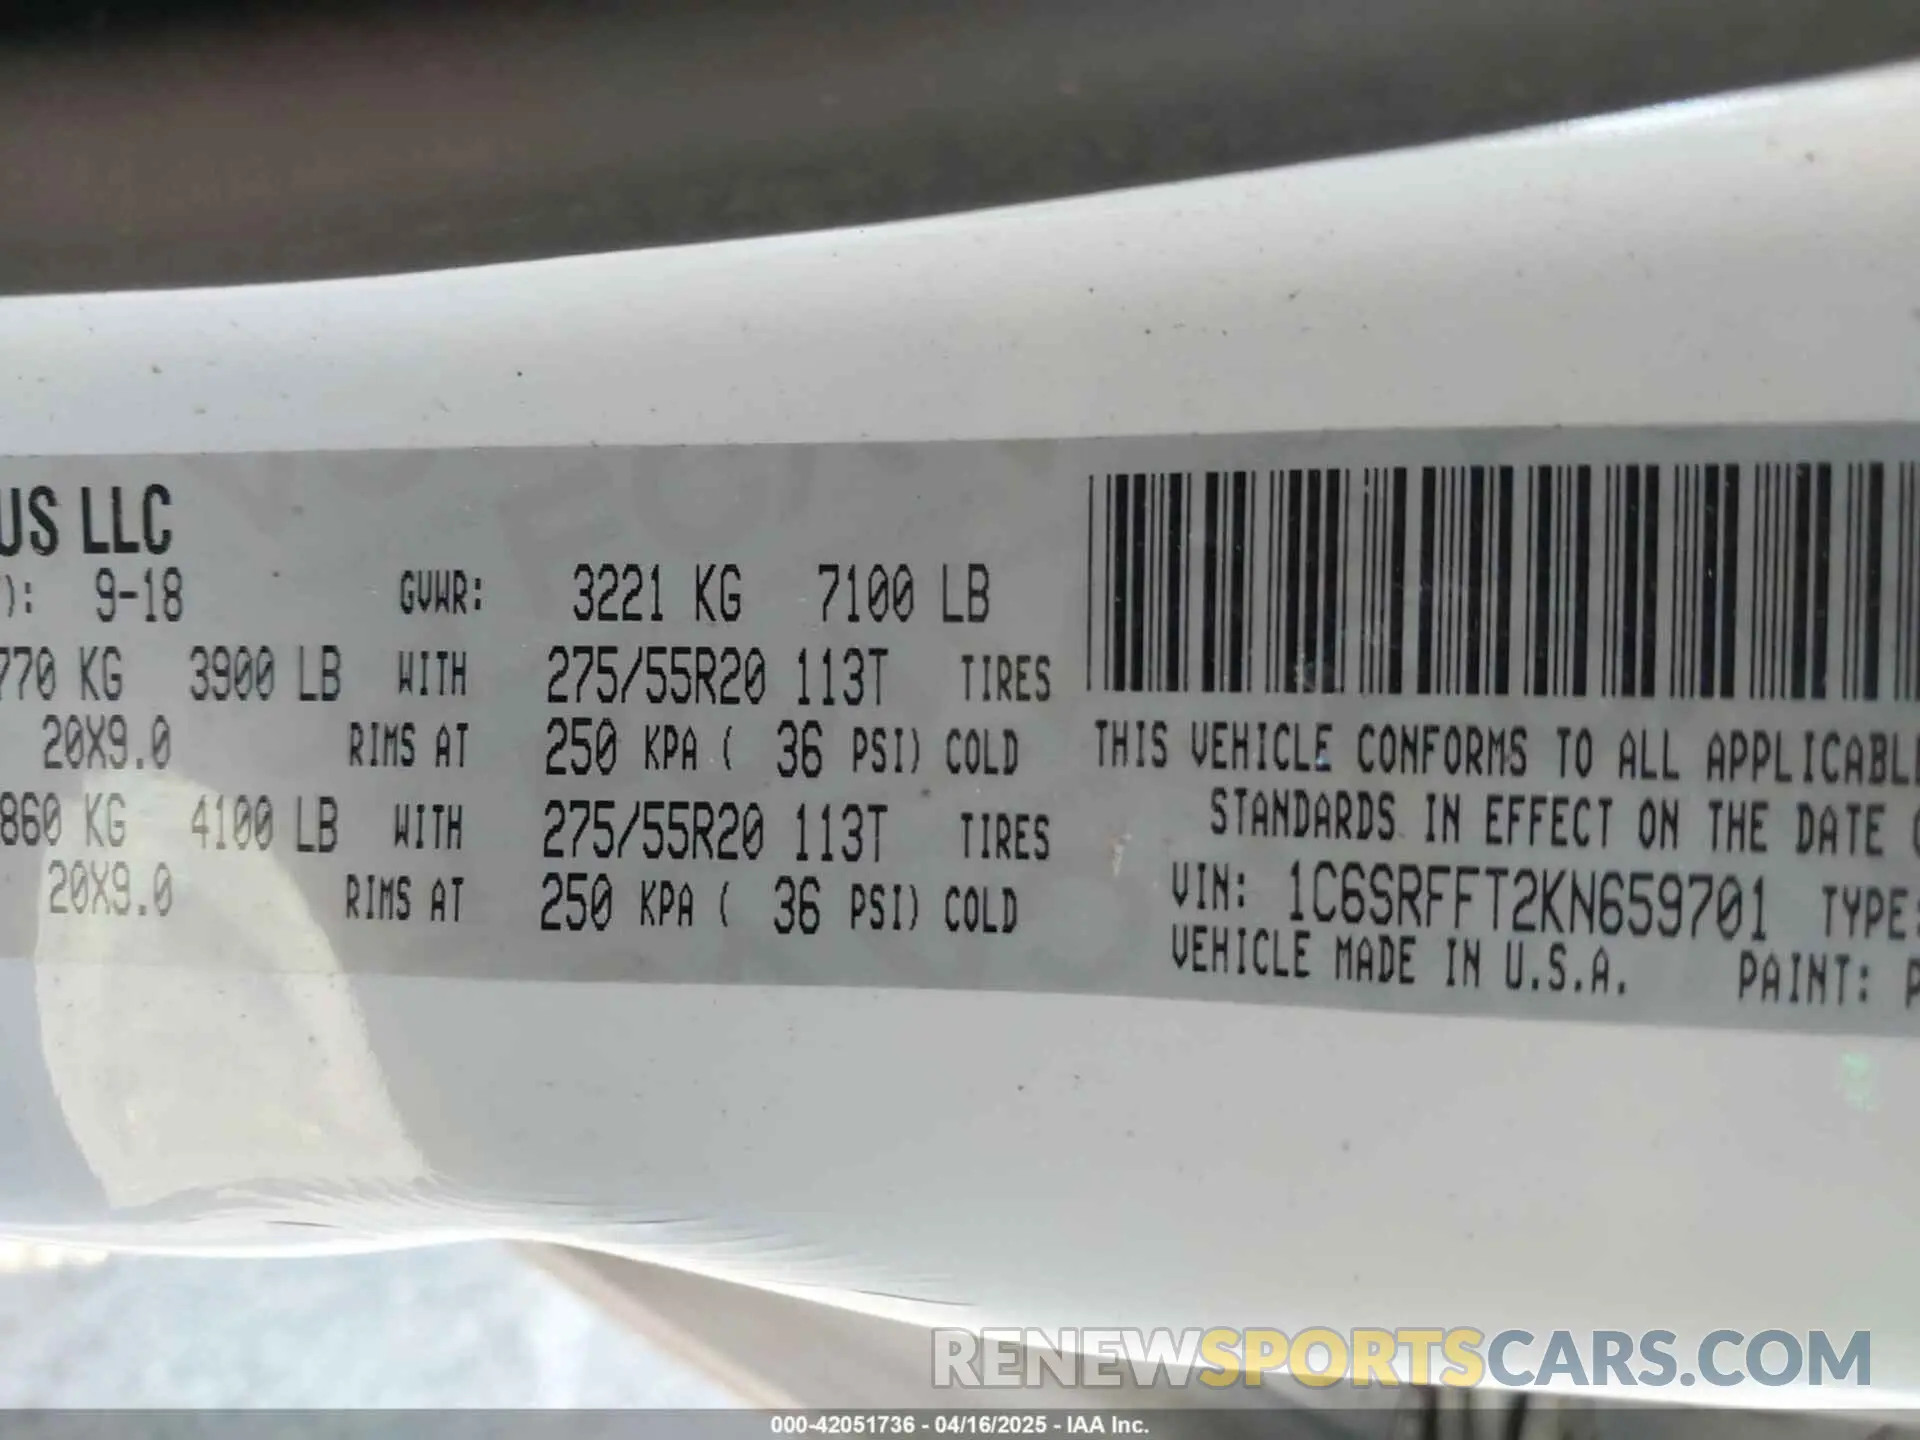 US LLC
): 9-18 GVWR: 3221 KG 7100 LB
770 KG 3900 LB WITH 275/55R20 113T TIRES
20X9.0 RIMS AT 250 KPA ( 36 PSI) COLD
860 KG 4100 LB WITH 275/55R20 113T TIRES
20X9.0 RIMS AT 250 KPA ( 36 PSI) COLD
THIS VEHICLE CONFORMS TO ALL APPLICABLE
STANDARDS IN EFFECT ON THE DATE
VIN: 1C6SRFFT2KN659701 TYPE:
VEHICLE MADE IN U.S.A. PAINT: P
RENEWSPORTSCARS.COM
000-42051736 - 04/16/2025 - IAA Inc.